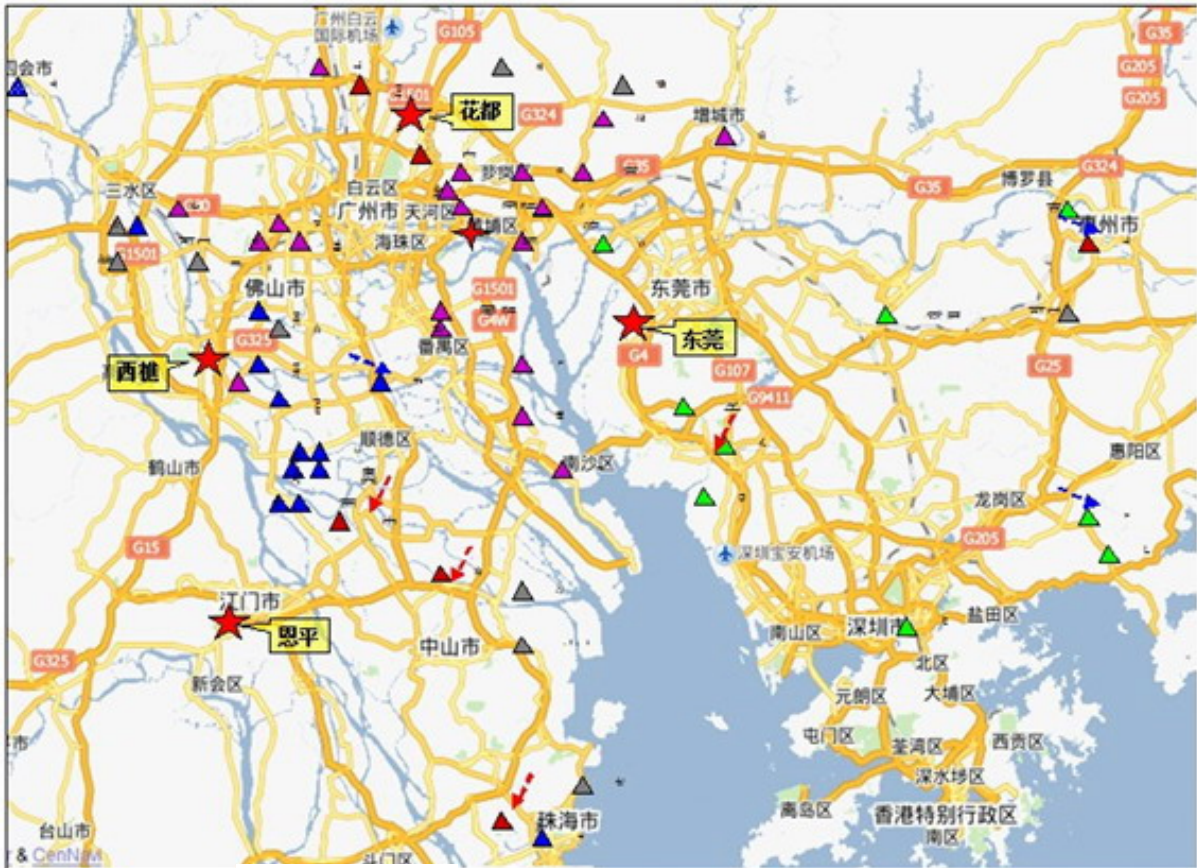 广州白云
国际机场
G105
G35
G205
G205
四会市
G1501
花都
G324
增城市
G35
G324
博罗县
G35
三水区
白云区
广州市
天河区
海珠区
惠州市
G1501
佛山市
G1501
G4W
东莞市
G325
番禺区
东莞
G4
西樵
G107
G25
G9411
顺德区
鹤山市
南沙区
惠阳区
龙岗区
G15
G205
深圳宝安机场
江门市
恩平
中山市
南山区
深圳市
盐田区
G325
新会区
北区
元朗区
大埔区
屯门区
荃湾区
西贡区
深水埗区
离岛区
香港特别行政区
南区
珠海市
台山市
斗门区
& CenNavi